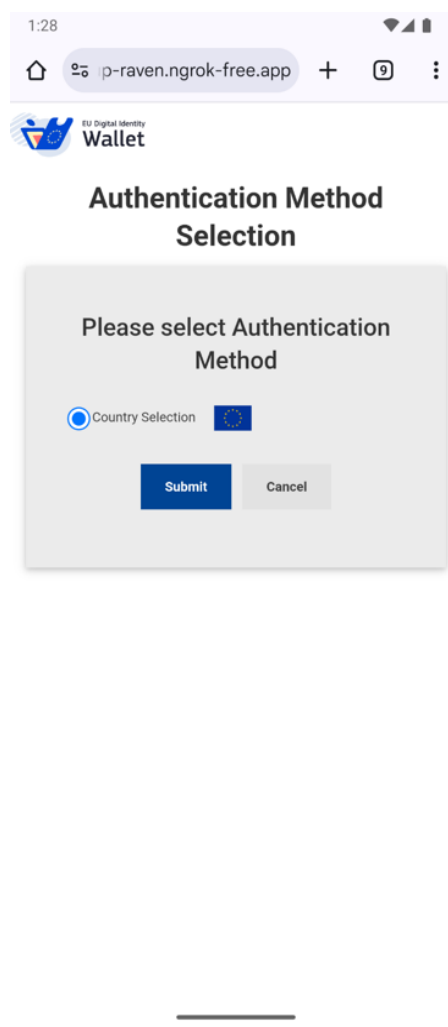 1:28
p-raven.ngrok-free.app
9
EU Digital Identity
Wallet
Authentication Method
Selection
Please select Authentication
Method
Country Selection
Submit
Cancel